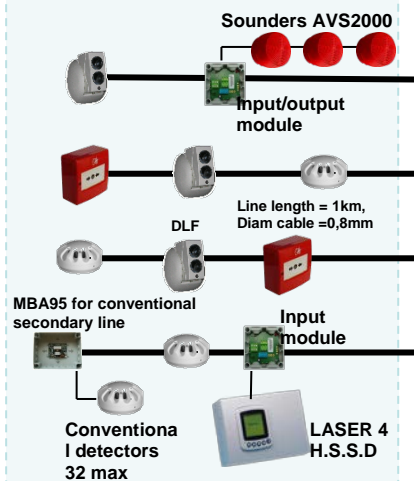 Sounders AVS2000
Input/output
module
Line length = 1km,
Diam cable =0,8mm
DLF
MBA95 for conventional
secondary line
Input
module
Conventiona
l detectors
32 max
LASER 4
H.S.S.D